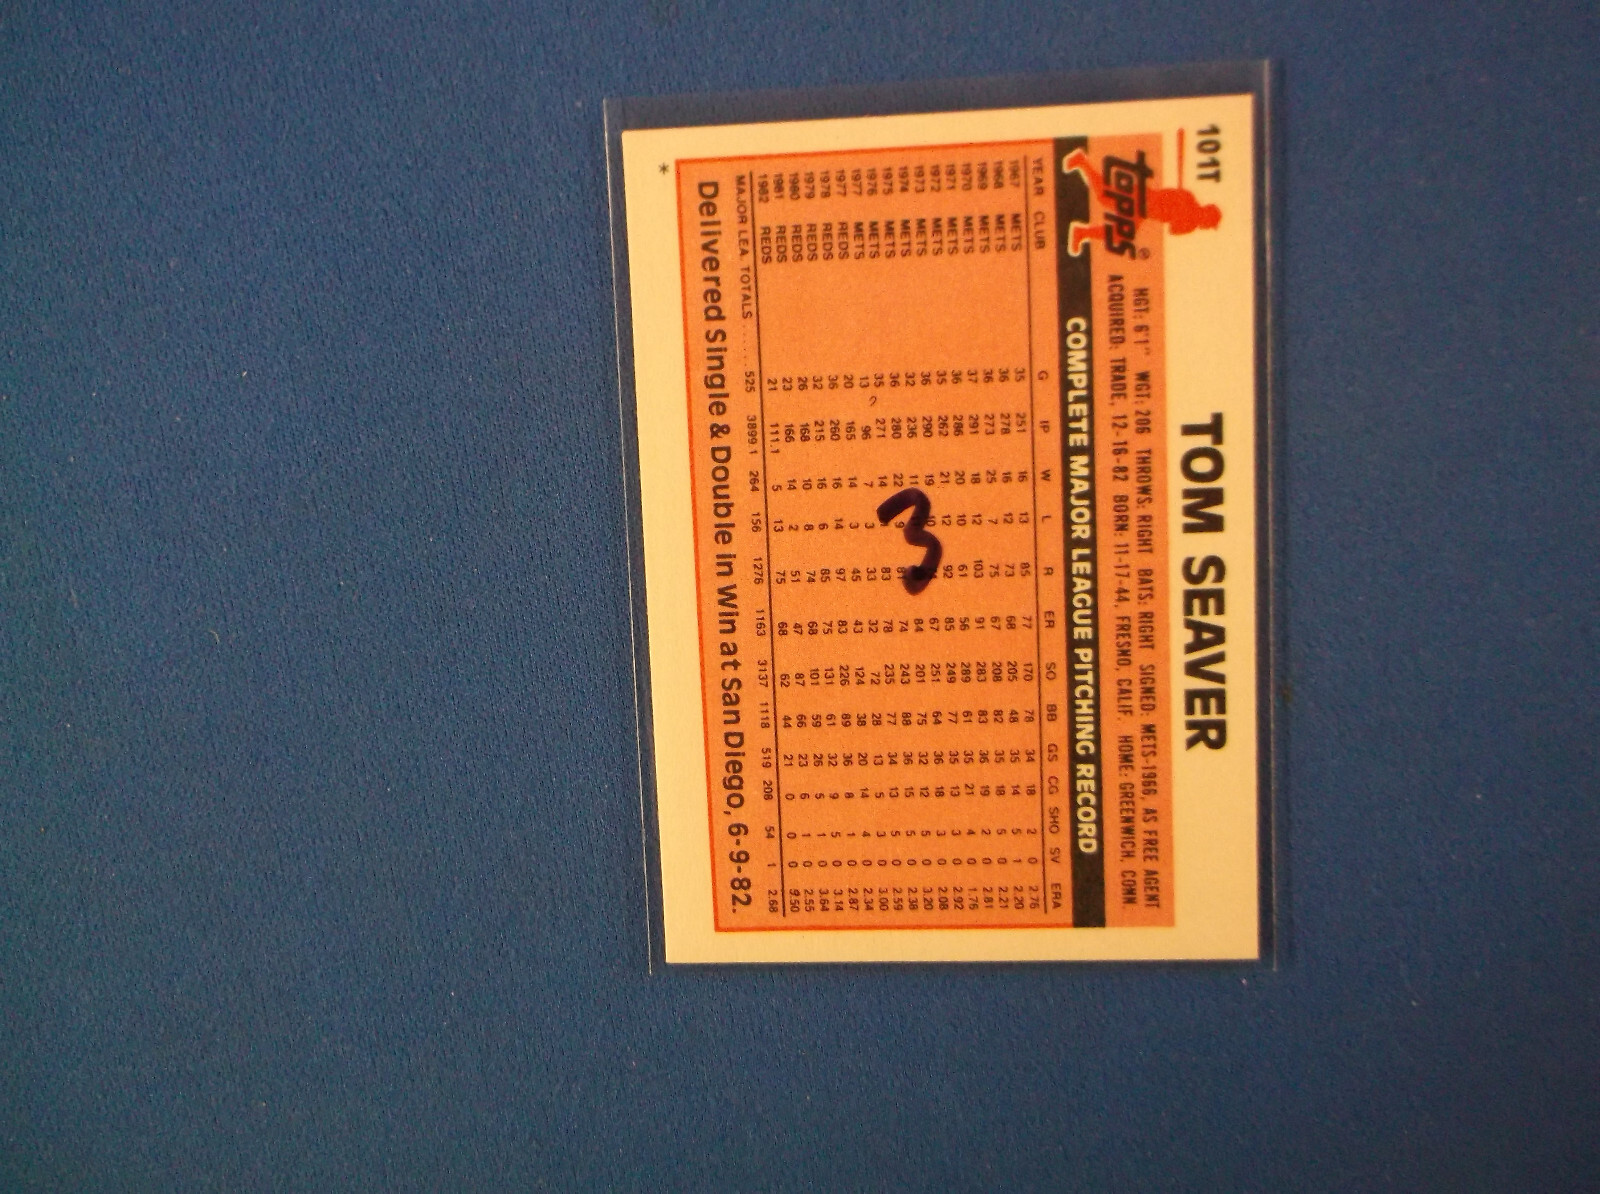 101T
TOM SEAVER
TOPPS®
HGT: 6'1" WGT: 206 THROWS: RIGHT BATS: RIGHT SIGNED: METS-1966, AS FREE AGENT
ACQUIRED: TRADE, 12-16-82 BORN: 11-17-44, FRESNO, CALIF. HOME: GREENWICH, CONN.
COMPLETE MAJOR LEAGUE PITCHING RECORD
YEAR CLUB G IP W L R ER SO BB GS CG SHO SV ERA
1967 METS 35 251 16 13 85 77 170 78 34 18 2 0 2.76
1968 METS 36 278 16 12 73 68 205 48 35 14 5 1 2.20
1969 METS 36 273 25 7 75 67 208 82 35 18 5 0 2.21
1970 METS 37 291 18 12 103 91 283 83 36 19 2 0 2.81
1971 METS 36 286 20 10 61 56 289 61 35 21 4 0 1.76
1972 METS 35 262 21 12 92 85 249 77 35 13 3 0 2.92
1973 METS 36 290 19 10 67 251 64 36 18 3 0 2.08
1974 METS 32 236 11 84 201 75 32 12 5 0 3.20
1975 METS 36 280 22 9 81 74 243 88 36 15 5 0 2.38
1976 METS 35 271 14 83 78 235 77 34 13 5 0 2.59
1977 METS 13 96 7 3 33 32 72 28 13 5 3 0 3.00
1977 REDS 20 165 14 3 45 43 124 38 20 14 4 0 2.34
1978 REDS 36 260 16 14 97 83 226 89 36 8 1 0 2.87
1979 REDS 32 215 16 6 85 75 131 61 32 9 5 0 3.14
1980 REDS 26 168 10 8 74 68 101 59 26 5 1 0 3.64
1981 REDS 23 166 14 2 51 47 87 66 23 6 1 0 2.55
1982 REDS 21 111.1 5 13 75 68 62 44 21 0 0 0 5.50
MAJOR LEA. TOTALS ...... 525 3899.1 264 156 1276 1163 3137 1118 519 208 54 1 2.68
3
Delivered Single & Double in Win at San Diego, 6-9-82.
*